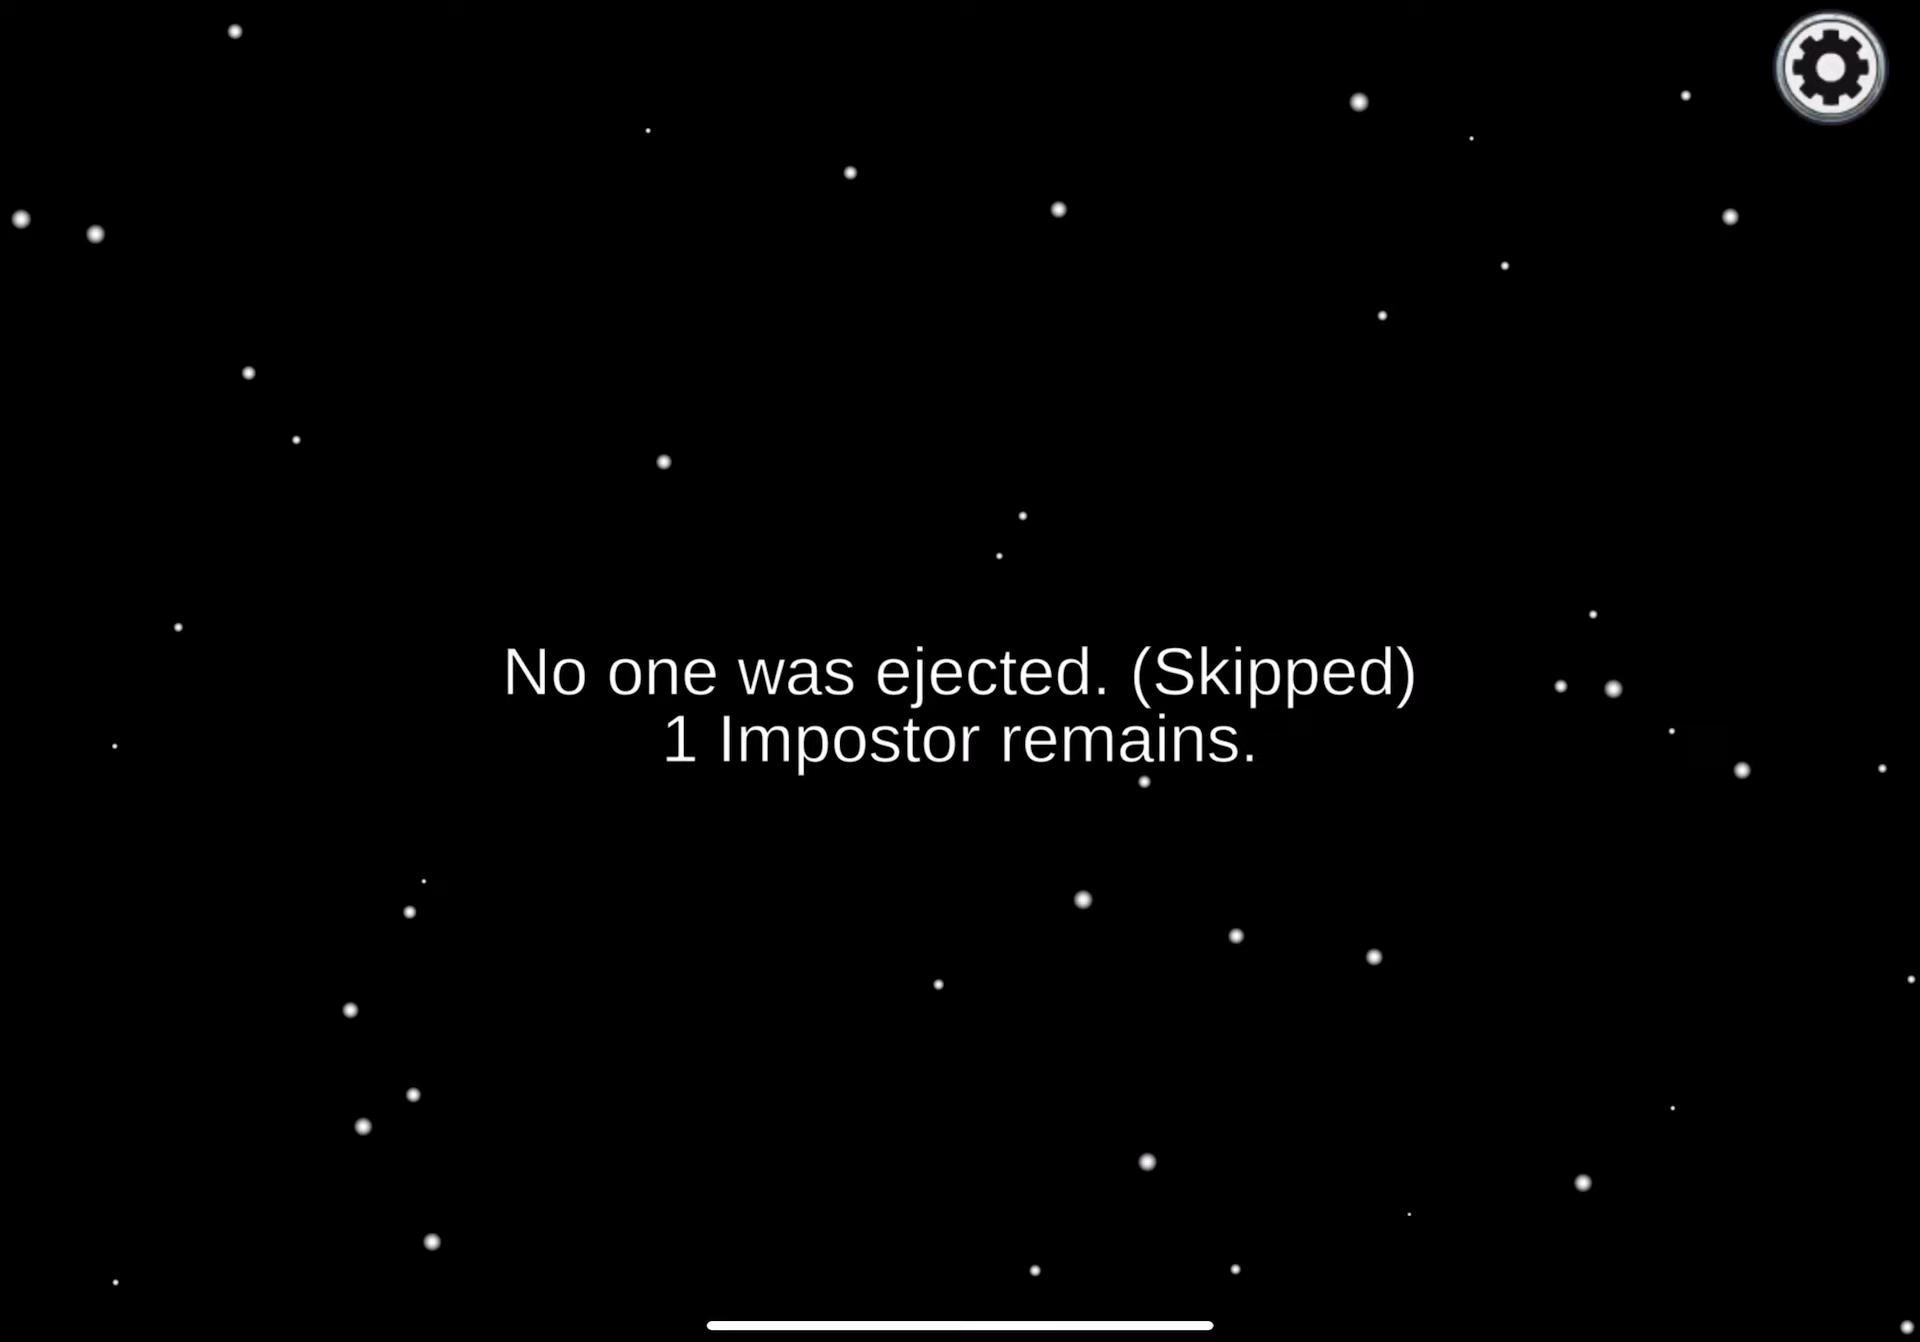 No one was ejected. (Skipped)
1 Impostor remains.